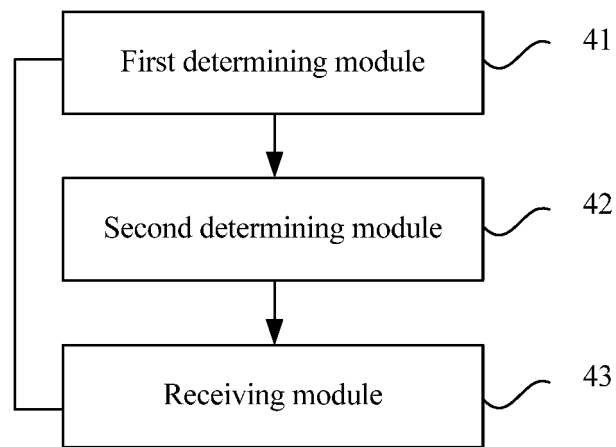 First determining module
41
Second determining module
42
Receiving module
43